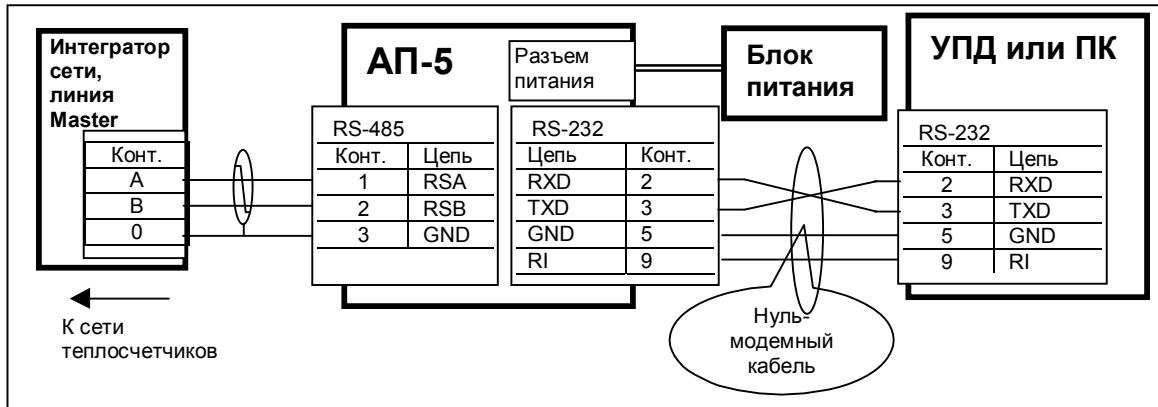 Интегратор
сети,
линия
Master
Конт.
А
В
0
К сети
теплосчетчиков
АП-5
Разъем
питания
RS-485
Конт. Цепь
1 RSA
2 RSB
3 GND
RS-232
Цепь Конт.
RXD 2
TXD 3
GND 5
RI 9
Блок
питания
Нуль-
модемный
кабель
УПД или ПК
RS-232
Конт. Цепь
2 RXD
3 TXD
5 GND
9 RI